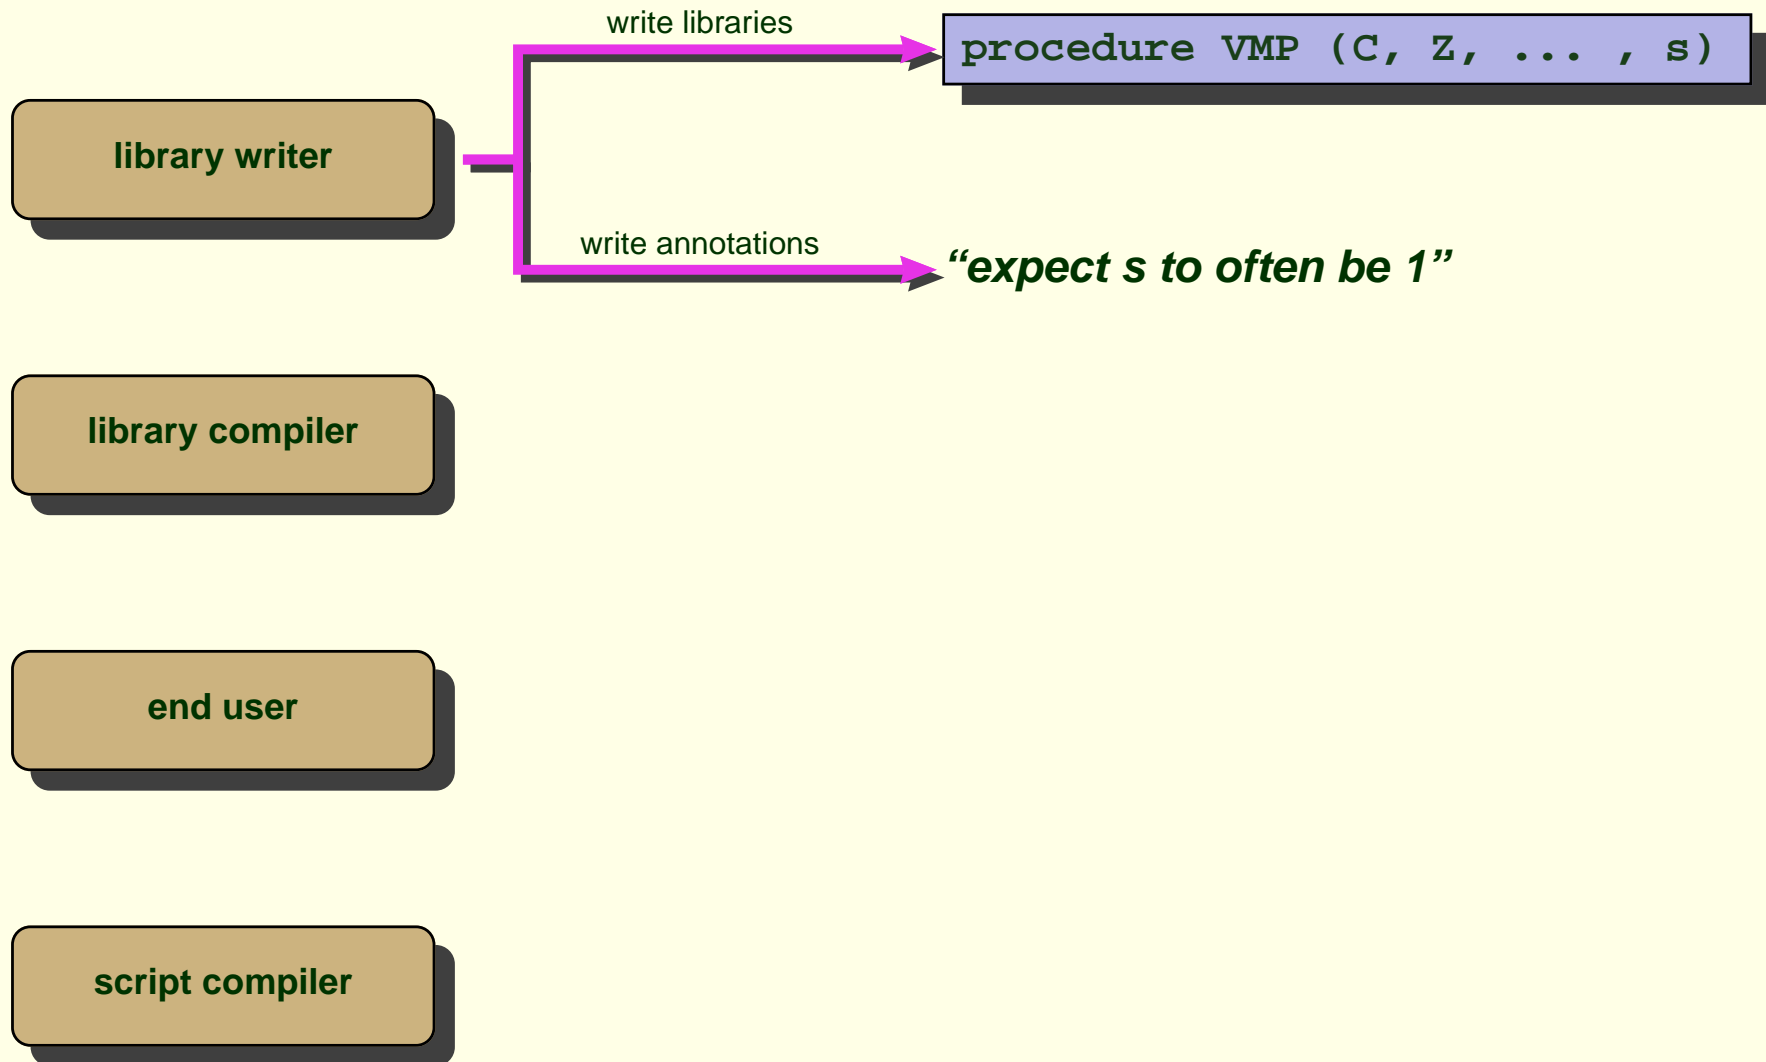 write libraries
procedure VMP (C, Z, ... , s)
library writer
write annotations
“expect s to often be 1”
library compiler
end user
script compiler